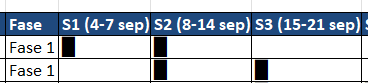 Fase S1 (4-7 sep) S2 (8-14 sep) S3 (15-21 sep)
Fase 1 █ █
Fase 1 █ █